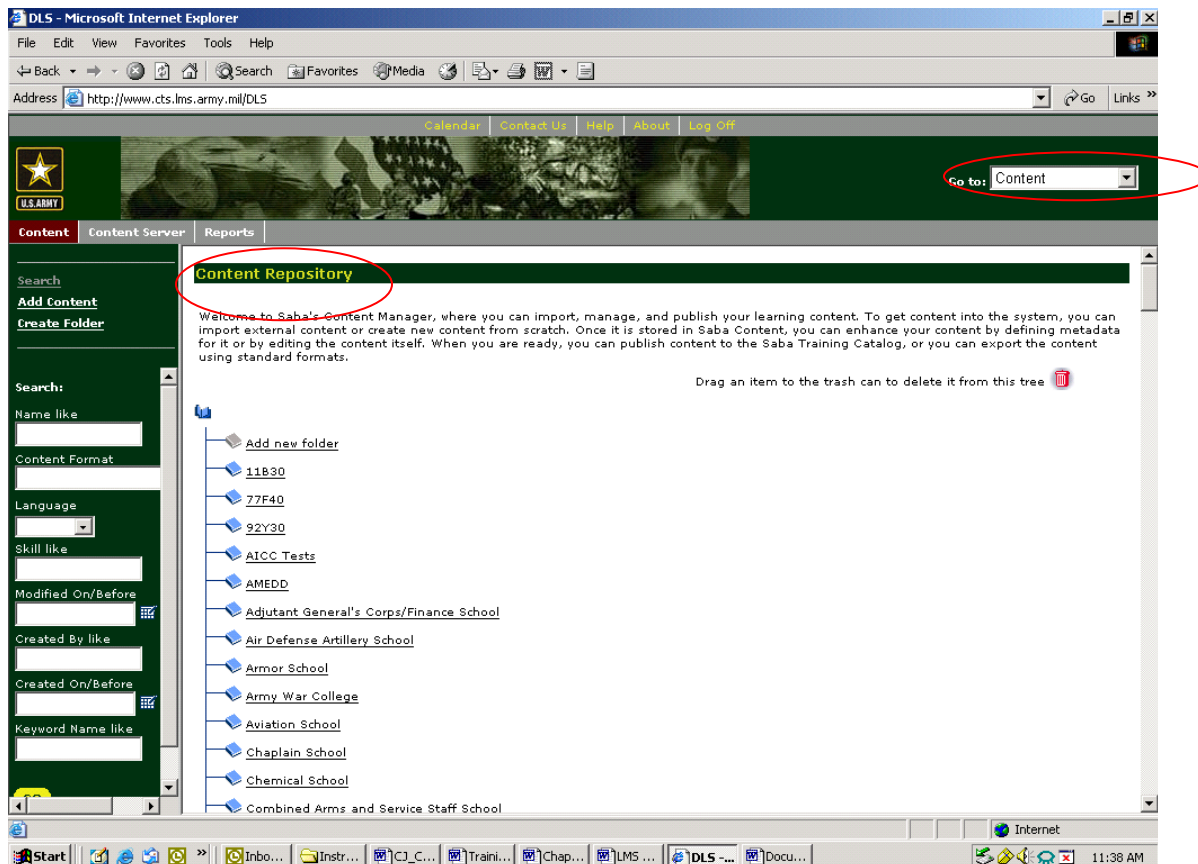 DLS - Microsoft Internet Explorer
File Edit View Favorites Tools Help
Back Search Favorites Media
Address http://www.cts.lms.army.mil/DLS Go Links »
Calendar Contact Us Help About Log Off
U.S.ARMY
Go to: Content
Content Content Server Reports
Search
Add Content
Create Folder
Search:
Name like
Content Format
Language
Skill like
Modified On/Before
Created By like
Created On/Before
Keyword Name like
Content Repository
Welcome to Saba's Content Manager, where you can import, manage, and publish your learning content. To get content into the system, you can
import external content or create new content from scratch. Once it is stored in Saba Content, you can enhance your content by defining metadata
for it or by editing the content itself. When you are ready, you can publish content to the Saba Training Catalog, or you can export the content
using standard formats.
Drag an item to the trash can to delete it from this tree
Add new folder
11B30
77F40
92Y30
AICC Tests
AMEDD
Adjutant General's Corps/Finance School
Air Defense Artillery School
Armor School
Army War College
Aviation School
Chaplain School
Chemical School
Combined Arms and Service Staff School
Internet
Start » Inbo... Instr... CJ_C... Traini... Chap... LMS ... DLS -... Docu... 11:38 AM